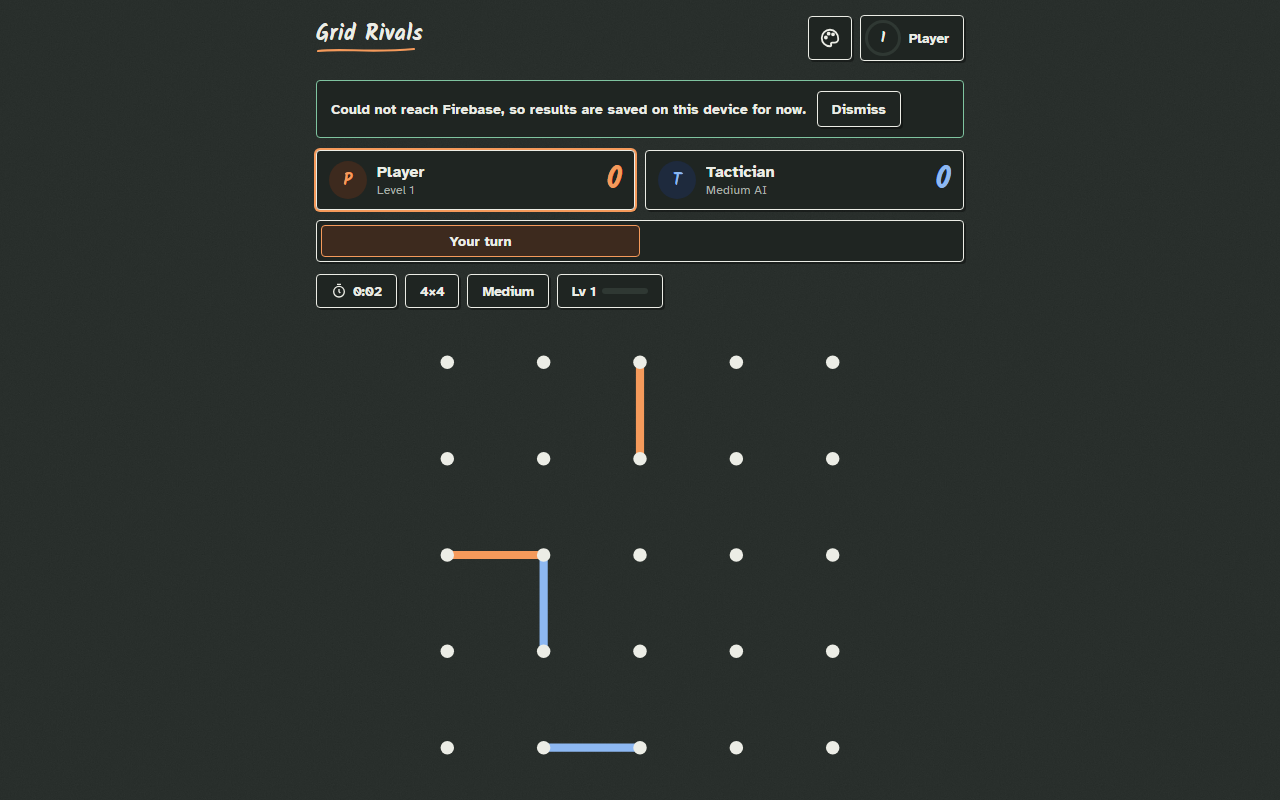 Grid Rivals
1 Player
Could not reach Firebase, so results are saved on this device for now. Dismiss
P Player 0
Level 1
T Tactician 0
Medium AI
Your turn
0:02 4×4 Medium Lv 1